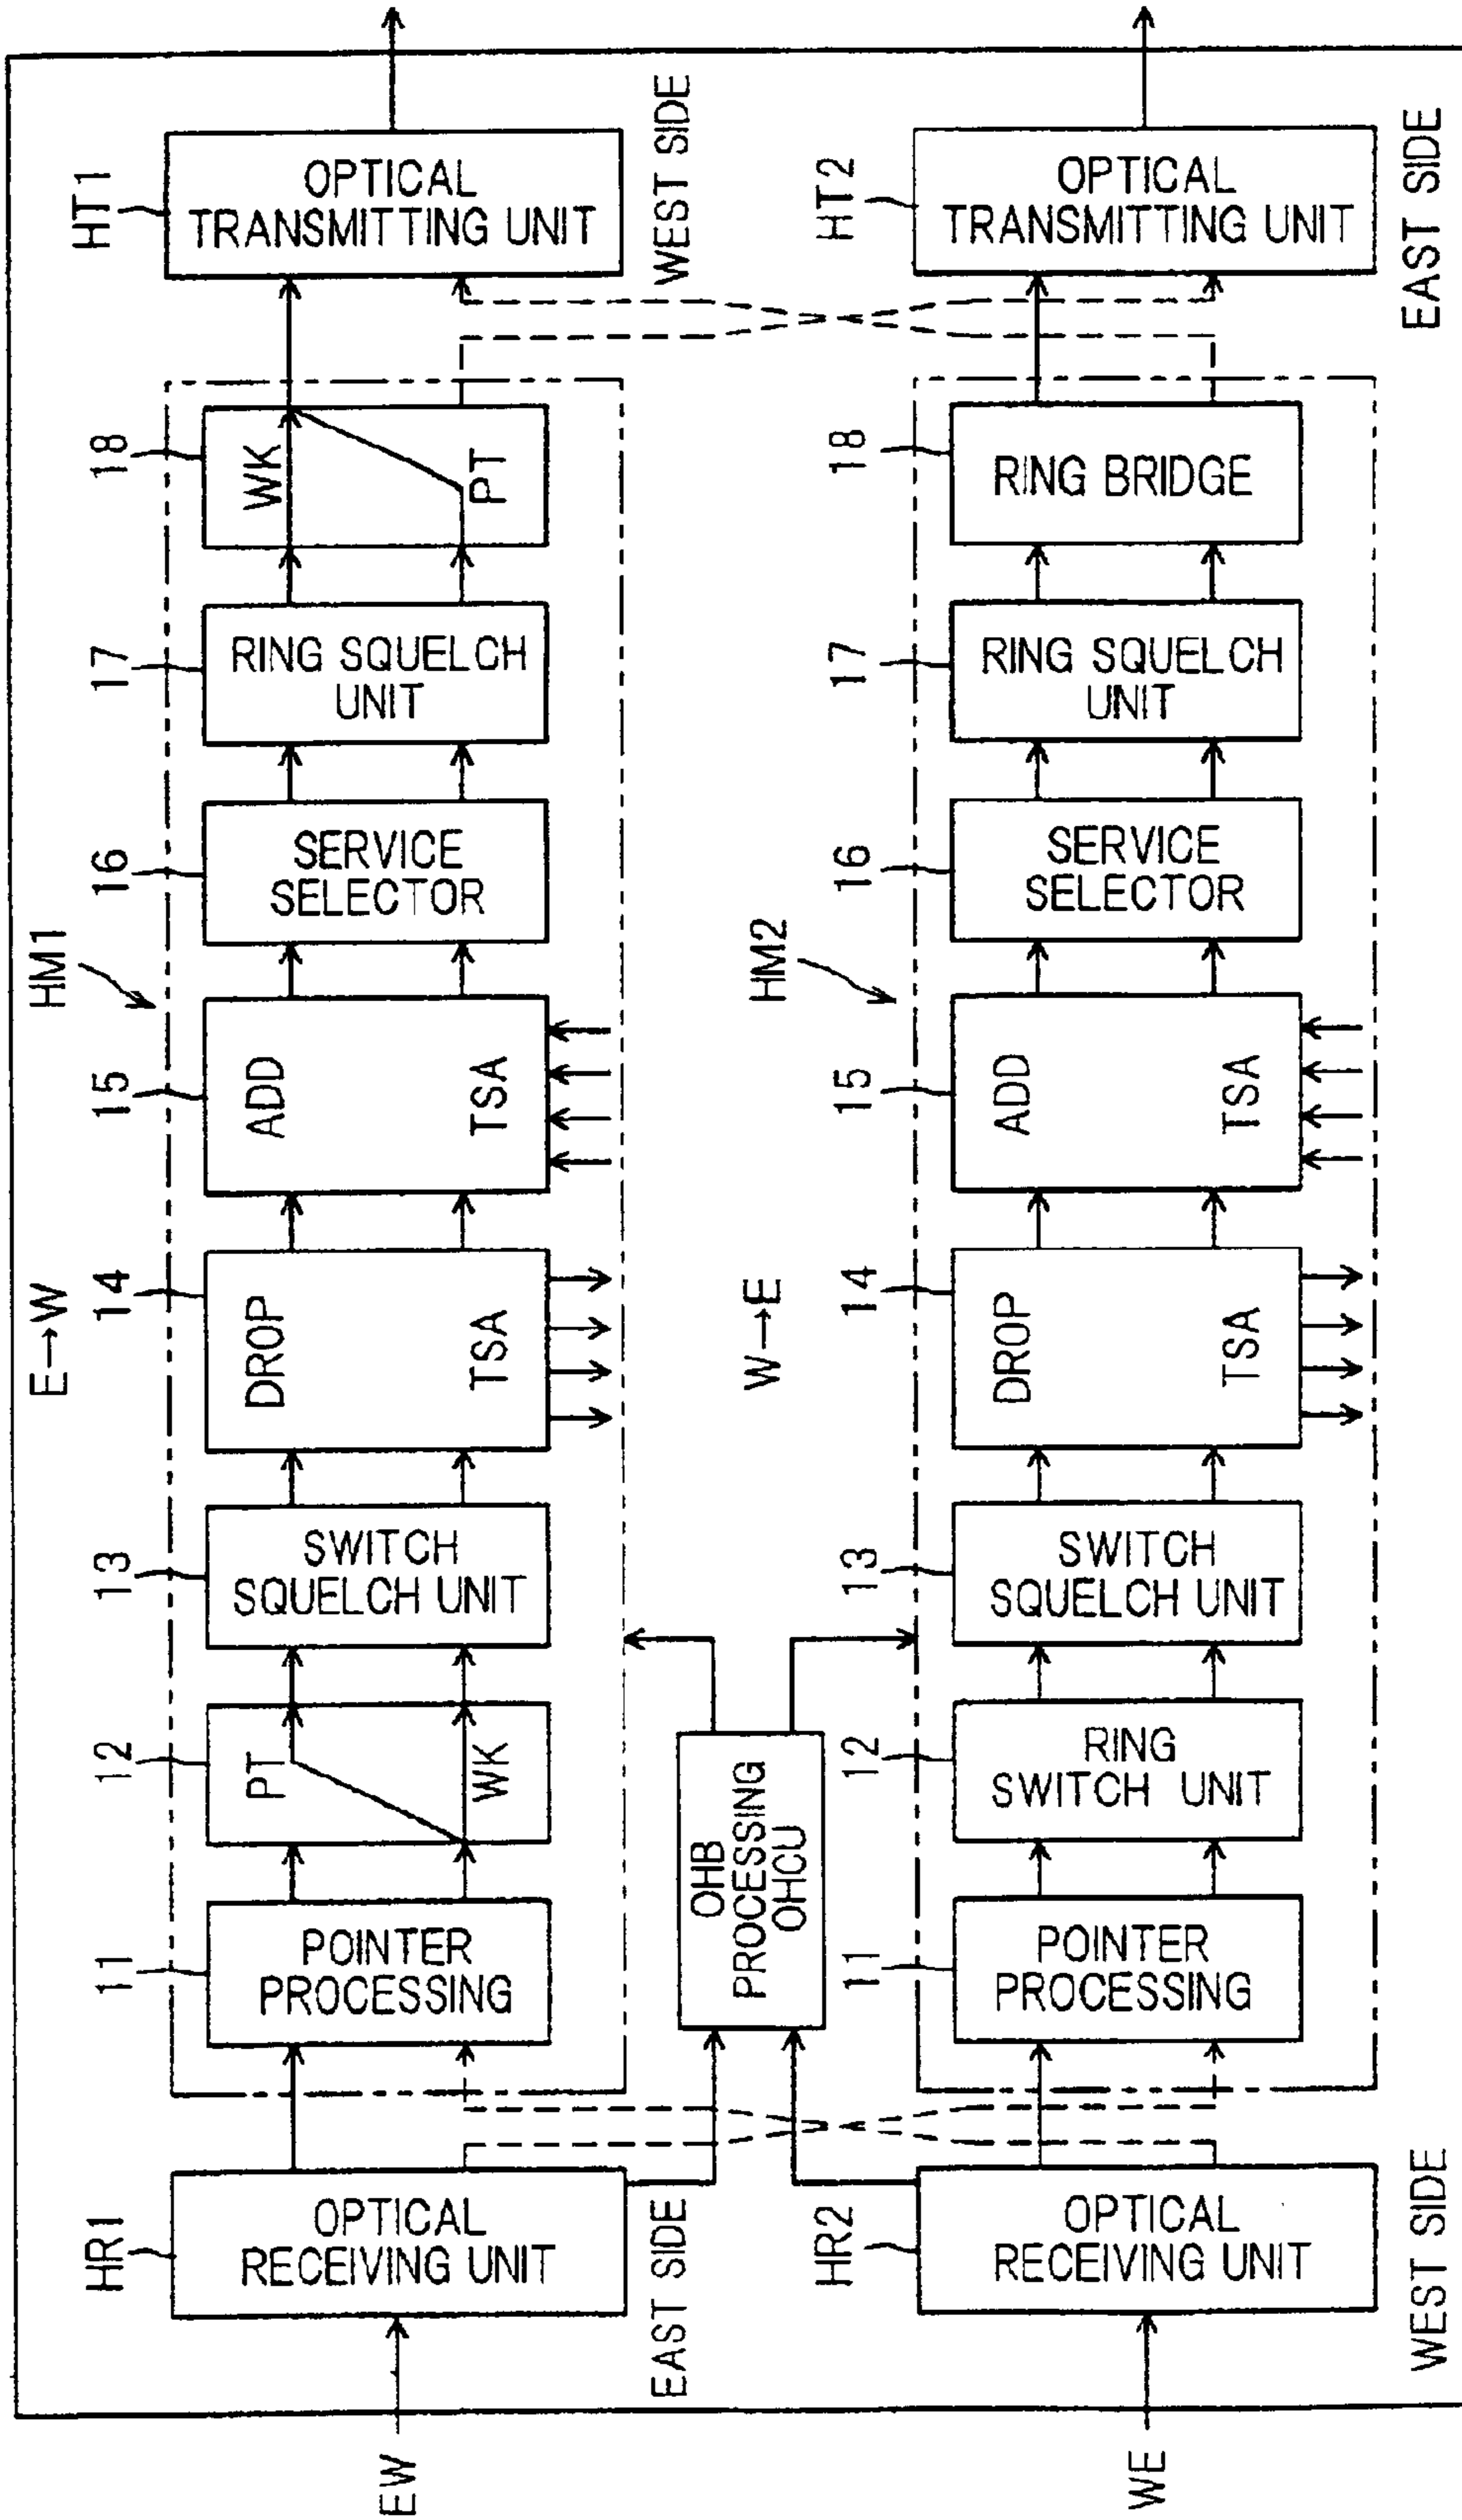 E→W
HM1
EW
HR1
OPTICAL
RECEIVING UNIT
EAST SIDE
11
POINTER
PROCESSING
12
PT
WK
13
SWITCH
SQUELCH UNIT
14
DROP
TSA
15
ADD
TSA
16
SERVICE
SELECTOR
17
RING SQUELCH
UNIT
18
WK
PT
HT1
OPTICAL
TRANSMITTING UNIT
WEST SIDE
OHB
PROCESSING
OHCU
W→E
HM2
WE
HR2
OPTICAL
RECEIVING UNIT
WEST SIDE
11
POINTER
PROCESSING
12
RING
SWITCH UNIT
13
SWITCH
SQUELCH UNIT
14
DROP
TSA
15
ADD
TSA
16
SERVICE
SELECTOR
17
RING SQUELCH
UNIT
18
RING BRIDGE
HT2
OPTICAL
TRANSMITTING UNIT
EAST SIDE